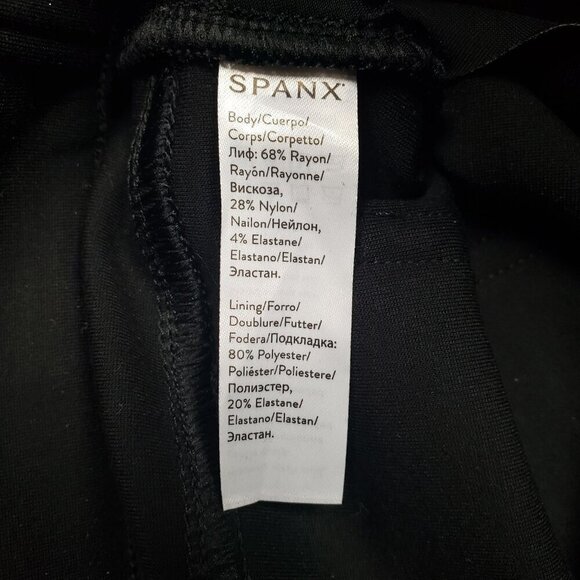 SPANX
Body/Cuerpo/
Corps/Corpetto/
Лиф: 68% Rayon/
Rayón/Rayonne/
Вискоза,
28% Nylon/
Nailon/Нейлон,
4% Elastane/
Elastano/Elastan/
Эластан.
Lining/Forro/
Doublure/Futter/
Fodera/Подкладка:
80% Polyester/
Poliéster/Poliestere/
Полиэстер,
20% Elastane/
Elastano/Elastan/
Эластан.